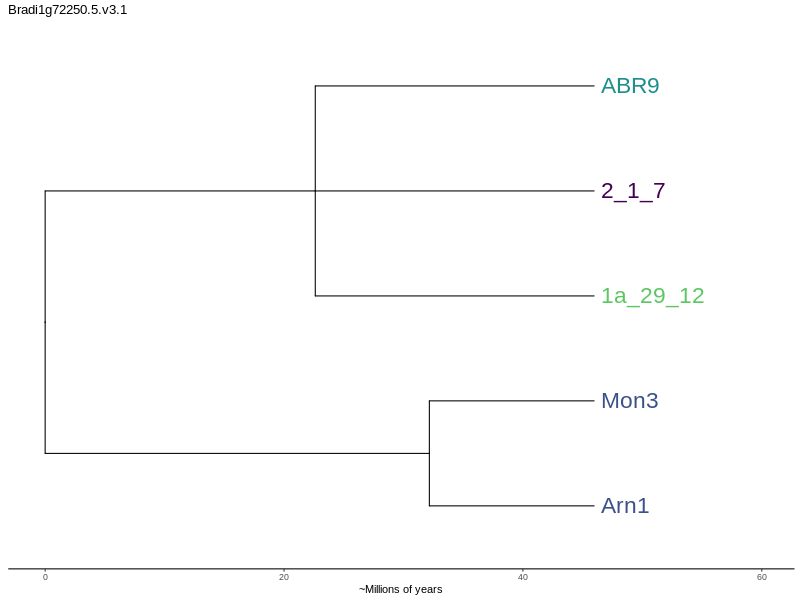 Bradi1g72250.5.v3.1
ABR9
2_1_7
1a_29_12
Mon3
Arn1
0 20 40 60
~Millions of years